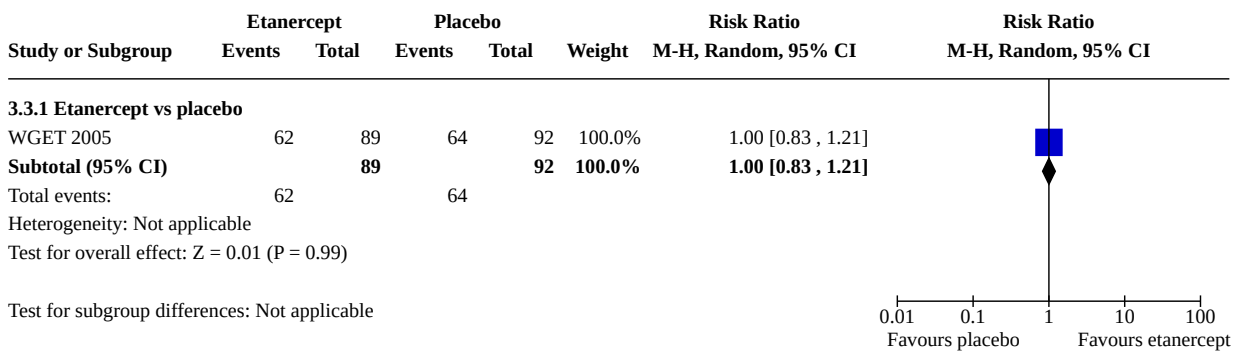 Etanercept Placebo Risk Ratio Risk Ratio
Study or Subgroup Events Total Events Total Weight M-H, Random, 95% CI M-H, Random, 95% CI
3.3.1 Etanercept vs placebo
WGET 2005 62 89 64 92 100.0% 1.00 [0.83 , 1.21]
Subtotal (95% CI) 89 92 100.0% 1.00 [0.83 , 1.21]
Total events: 62 64
Heterogeneity: Not applicable
Test for overall effect: Z = 0.01 (P = 0.99)
Test for subgroup differences: Not applicable
0.01 0.1 1 10 100
Favours placebo Favours etanercept